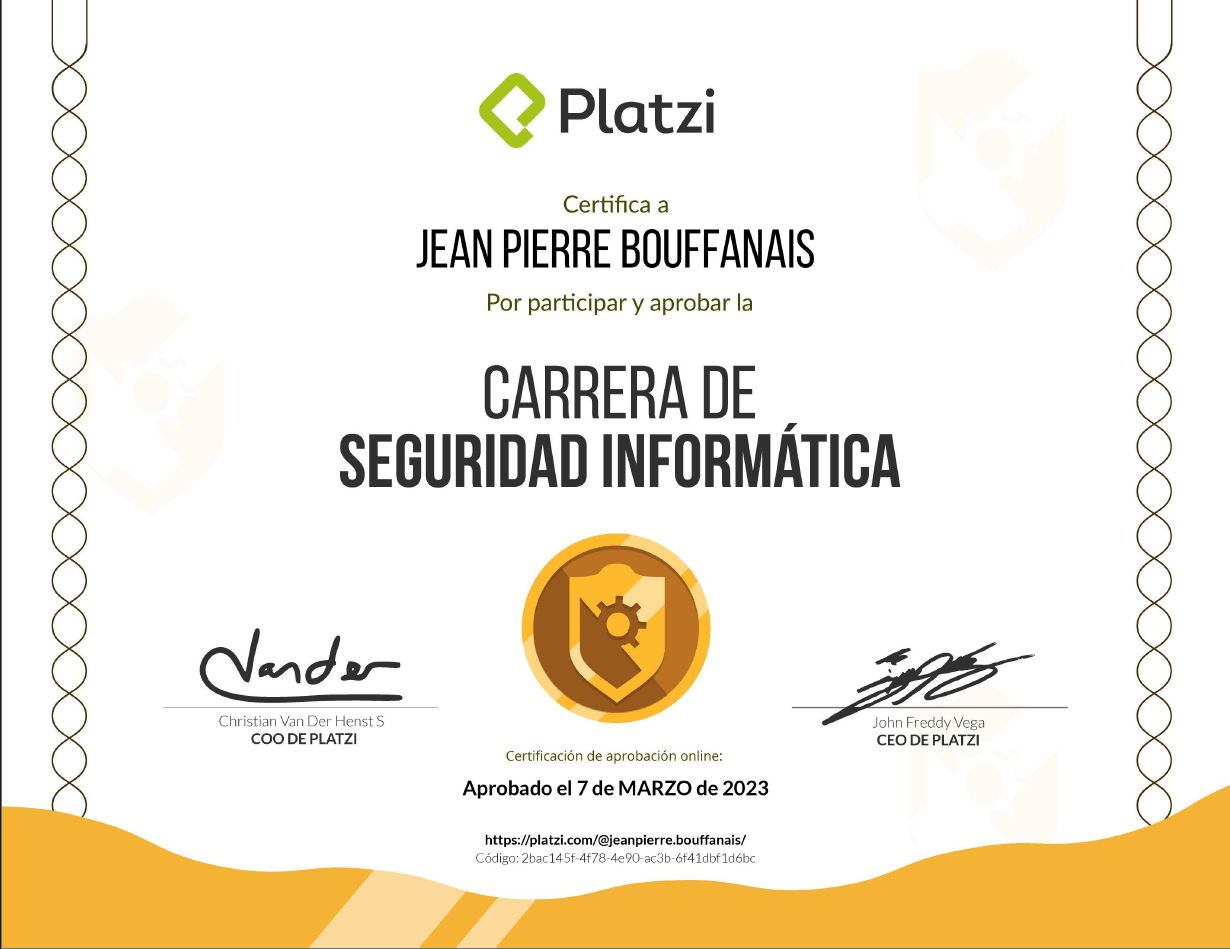 Platzi
Certifica a
JEAN PIERRE BOUFFANAIS
Por participar y aprobar la
CARRERA DE
SEGURIDAD INFORMÁTICA
Vander
Christian Van Der Henst S
COO DE PLATZI
John Freddy Vega
CEO DE PLATZI
Certificación de aprobación online:
Aprobado el 7 de MARZO de 2023
https://platzi.com/@jeanpierre.bouffanais/
Código: 2bac145f-4f78-4e90-ac3b-6f41dbf1d6bc